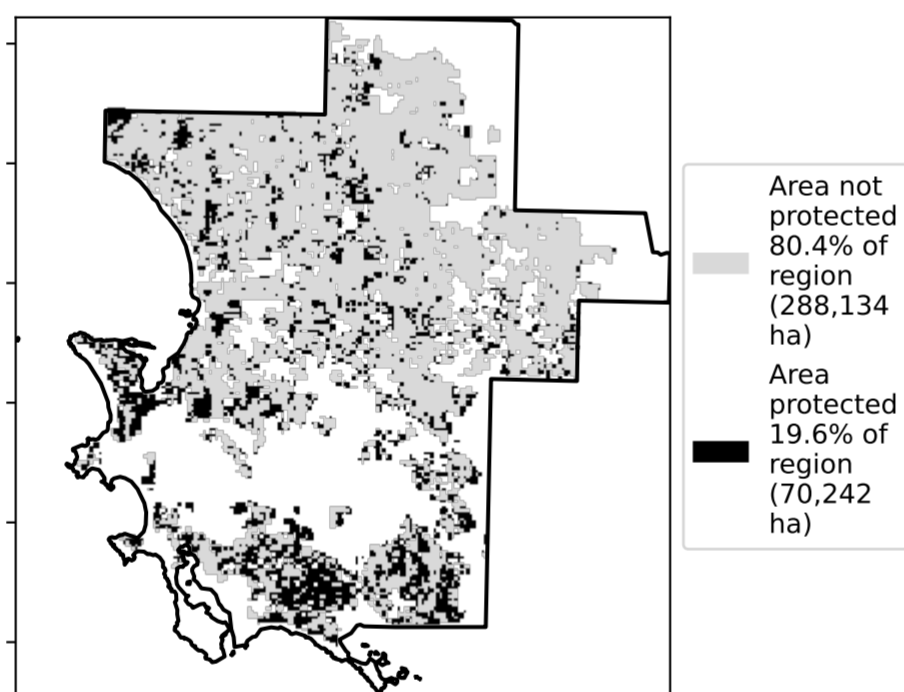 Area not
protected
80.4% of
region
(288,134
ha)
Area
protected
19.6% of
region
(70,242
ha)